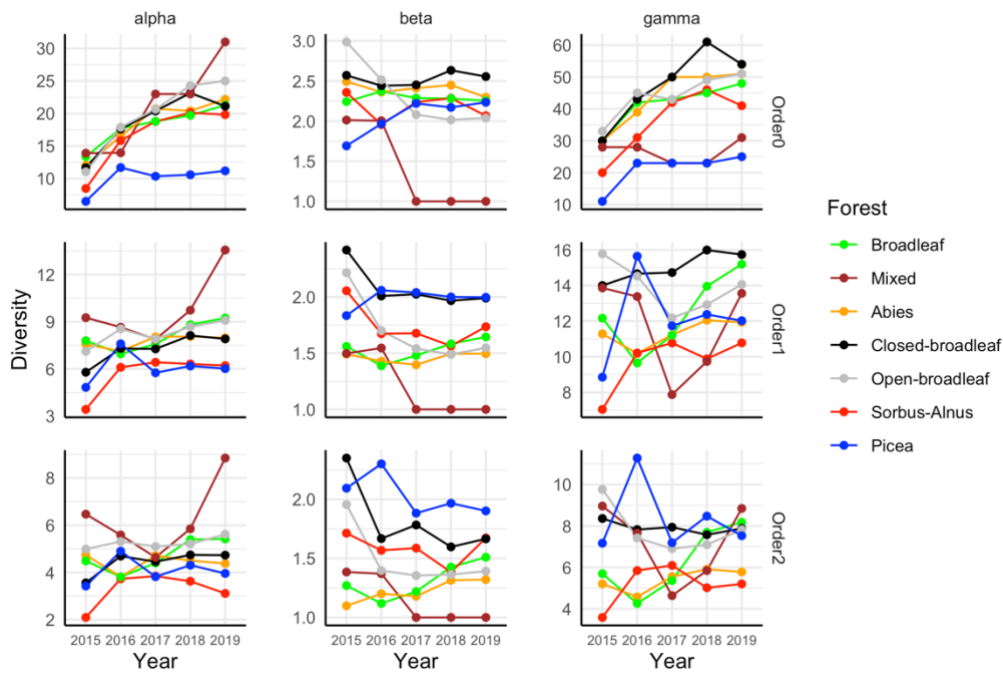 alpha beta gamma
30
25
20
15
10
3.0
2.5
2.0
1.5
1.0
60
50
40
30
20
10
Order0
12
9
6
3
2.0
1.5
1.0
16
14
12
10
8
Order1
8
6
4
2
2.0
1.5
1.0
10
8
6
4
Order2
Diversity
2015 2016 2017 2018 2019
2015 2016 2017 2018 2019
2015 2016 2017 2018 2019
Year Year Year
Forest
Broadleaf
Mixed
Abies
Closed-broadleaf
Open-broadleaf
Sorbus-Alnus
Picea